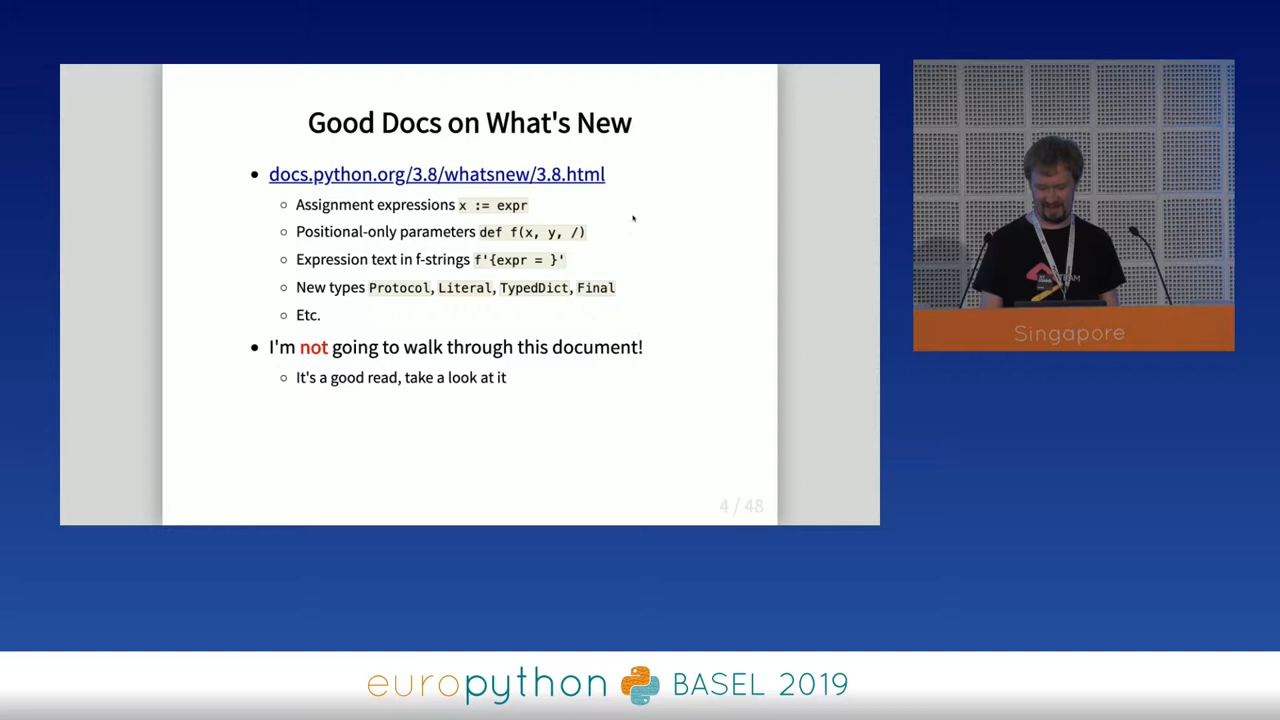 Good Docs on What's New
docs.python.org/3.8/whatsnew/3.8.html
Assignment expressions x := expr
Positional-only parameters def f(x, y, /)
Expression text in f-strings f'{expr = }'
New types Protocol, Literal, TypedDict, Final
Etc.
I'm not going to walk through this document!
It's a good read, take a look at it
4 / 48
Singapore
europython BASEL 2019